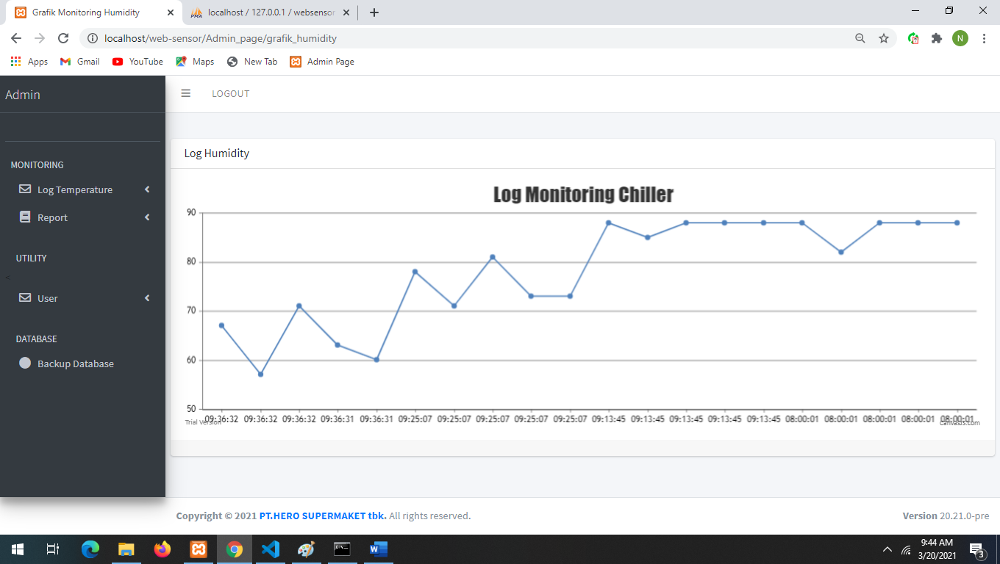 Grafik Monitoring Humidity
localhost / 127.0.0.1 / websensor
localhost/web-sensor/Admin_page/grafik_humidity
N
Apps Gmail YouTube Maps New Tab Admin Page
Admin
LOGOUT
MONITORING
Log Temperature
Report
UTILITY
<
User
DATABASE
Backup Database
Log Humidity
Log Monitoring Chiller
90
80
70
60
50
09:36:32 09:36:32 09:36:32 09:36:31 09:36:31 09:25:07 09:25:07 09:25:07 09:25:07 09:25:07 09:13:45 09:13:45 09:13:45 09:13:45 09:13:45 08:00:01 08:00:01 08:00:01 08:00:01 08:00:01
Trial Version
CanvasJS.com
Copyright © 2021 PT.HERO SUPERMAKET tbk. All rights reserved.
Version 20.21.0-pre
9:44 AM
3/20/2021
3